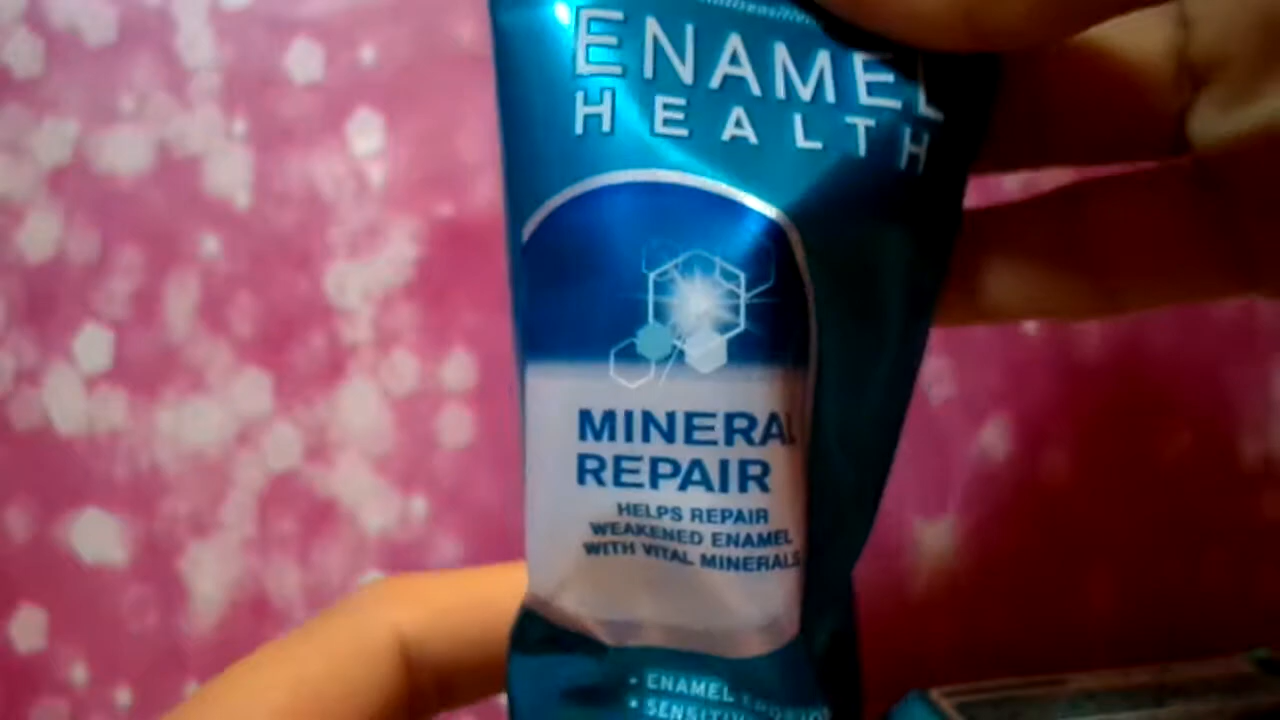 ENAMEL
HEALTH
MINERAL
REPAIR
HELPS REPAIR
WEAKENED ENAMEL
WITH VITAL MINERALS
• ENAMEL
•